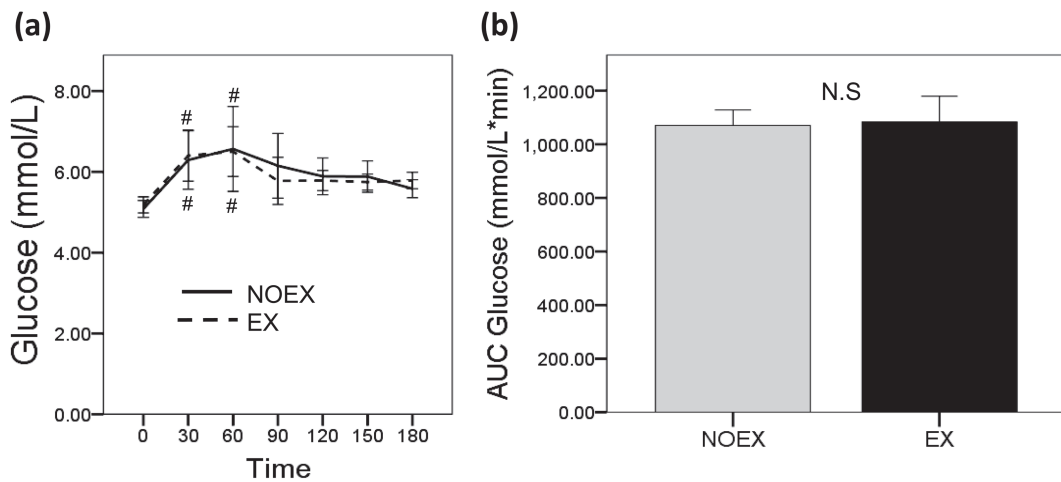 (a)
Glucose (mmol/L)
8.00
6.00
4.00
2.00
0.00
#
#
#
#
NOEX
EX
0 30 60 90 120 150 180
Time
(b)
AUC Glucose (mmol/L*min)
1,200.00
1,000.00
800.00
600.00
400.00
200.00
0.00
N.S
NOEX EX